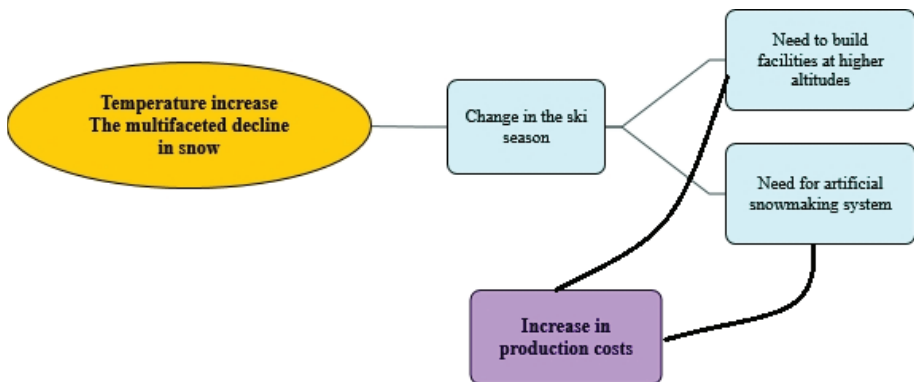 Need to build
facilities at higher
altitudes
Temperature increase
The multifaceted decline
in snow
Change in the ski
season
Need for artificial
snowmaking system
Increase in
production costs